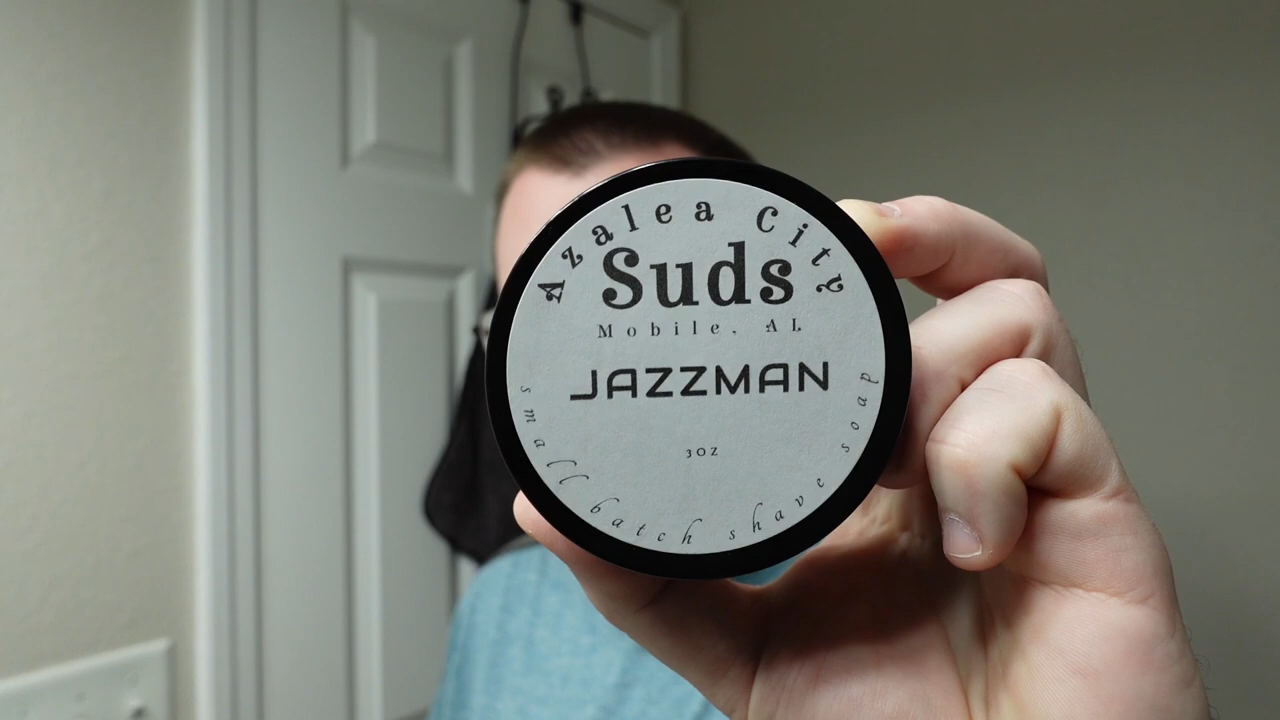 Azalea City
Suds
Mobile, AL
JAZZMAN
3OZ
small batch shave soap